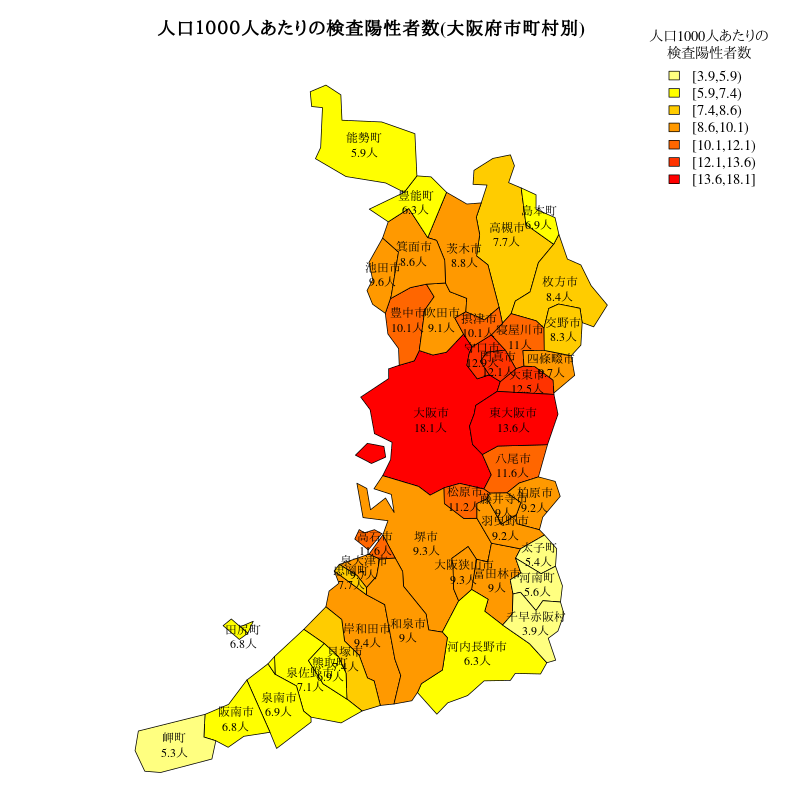 人口1000人あたりの検査陽性者数(大阪府市町村別)
人口1000人あたりの
検査陽性者数
[3.9,5.9)
[5.9,7.4)
[7.4,8.6)
[8.6,10.1)
[10.1,12.1)
[12.1,13.6)
[13.6,18.1]
能勢町
5.9人
豊能町
6.3人
島本町
6.9人
高槻市
7.7人
箕面市
8.6人
茨木市
8.8人
池田市
9.6人
枚方市
8.4人
豊中市
10.1人
吹田市
9.1人
摂津市
10.1人
寝屋川市
11人
交野市
8.3人
守口市
12.9人
門真市
12.1人
四條畷市
9.7人
大東市
12.5人
大阪市
18.1人
東大阪市
13.6人
八尾市
11.6人
松原市
11.2人
藤井寺市
9人
柏原市
9.2人
羽曳野市
9.2人
高石市
11.6人
堺市
9.3人
太子町
5.4人
泉大津市
忠岡町
7.7人
大阪狭山市
9.3人
富田林市
9人
河南町
5.6人
千早赤阪村
3.9人
田尻町
6.8人
岸和田市
9.4人
和泉市
9人
河内長野市
6.3人
貝塚市
7.4人
熊取町
6.9人
泉佐野市
7.1人
泉南市
6.9人
阪南市
6.8人
岬町
5.3人